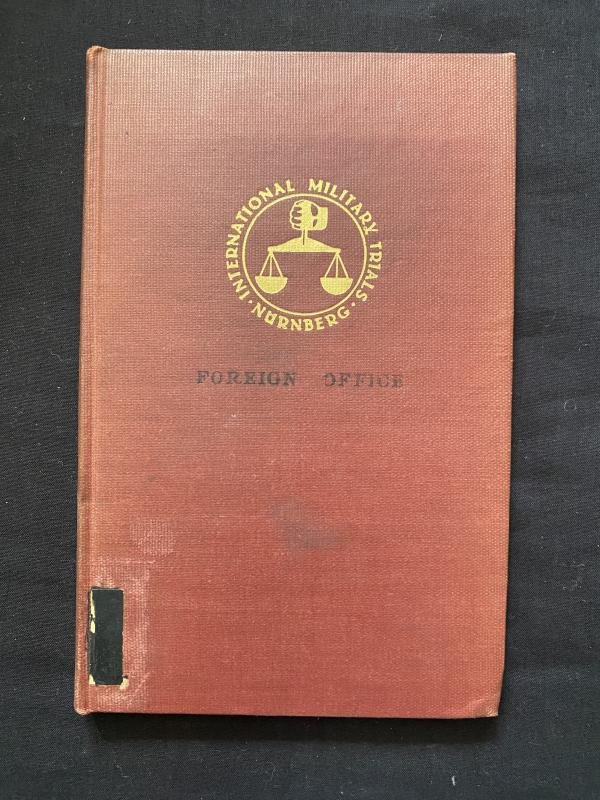 INTERNATIONAL MILITARY TRIALS
· NÜRNBERG ·
FOREIGN OFFICE